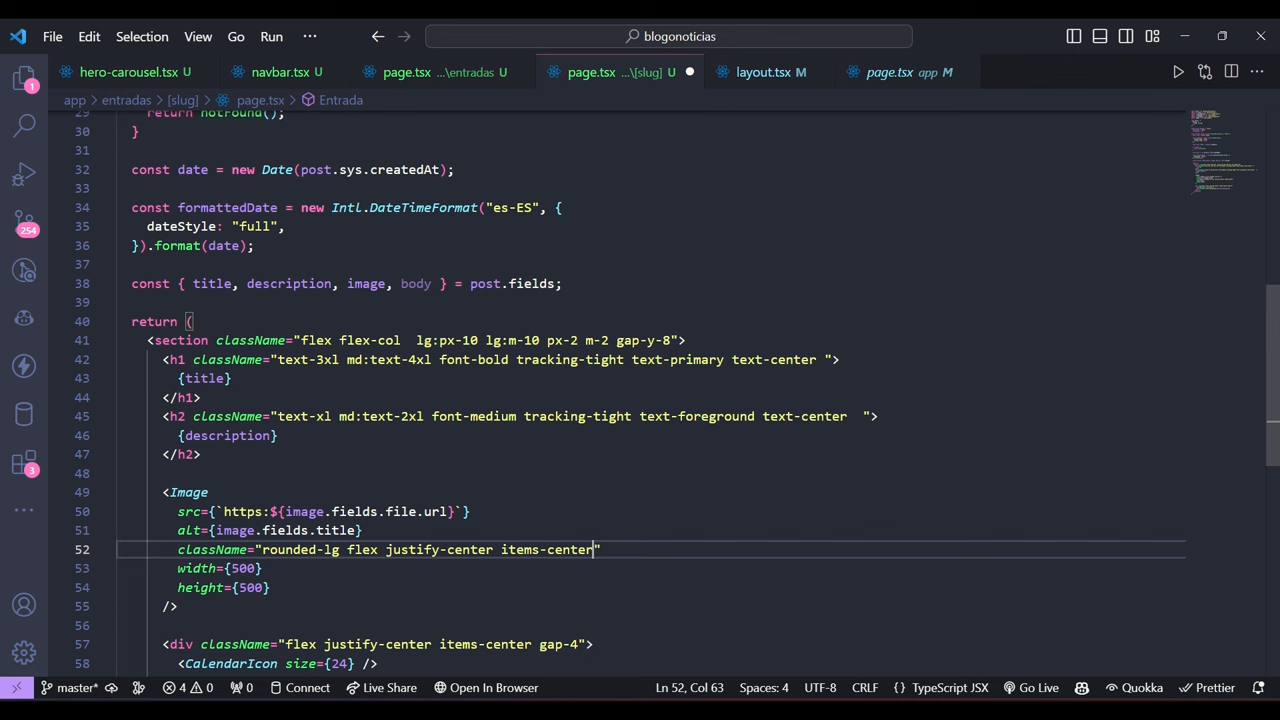 File Edit Selection View Go Run ··· blogonoticias
hero-carousel.tsx U navbar.tsx U page.tsx ...\entradas U page.tsx ...\[slug] U layout.tsx M page.tsx app M
app > entradas > [slug] > page.tsx > Entrada
29 return notFound();
30 }
31
32 const date = new Date(post.sys.createdAt);
33
34 const formattedDate = new Intl.DateTimeFormat("es-ES", {
35 dateStyle: "full",
36 }).format(date);
37
38 const { title, description, image, body } = post.fields;
39
40 return (
41 <section className="flex flex-col  lg:px-10 lg:m-10 px-2 m-2 gap-y-8">
42 <h1 className="text-3xl md:text-4xl font-bold tracking-tight text-primary text-center ">
43 {title}
44 </h1>
45 <h2 className="text-xl md:text-2xl font-medium tracking-tight text-foreground text-center  ">
46 {description}
47 </h2>
48
49 <Image
50 src={`https:${image.fields.file.url}`}
51 alt={image.fields.title}
52 className="rounded-lg flex justify-center items-center"
53 width={500}
54 height={500}
55 />
56
57 <div className="flex justify-center items-center gap-4">
58 <CalendarIcon size={24} />
1
254
3
master* 4 0 0 Connect Live Share Open In Browser Ln 52, Col 63 Spaces: 4 UTF-8 CRLF {} TypeScript JSX Go Live Quokka Prettier